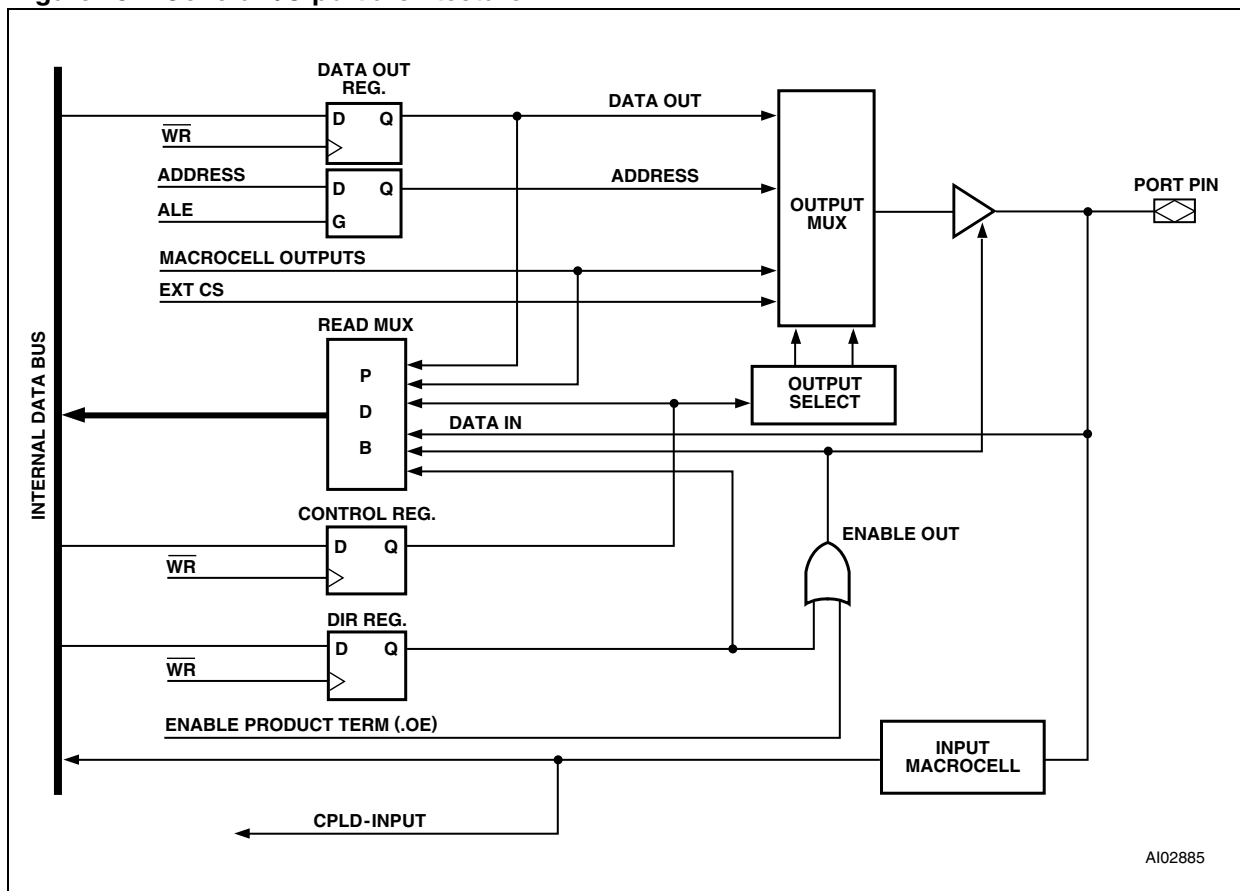 DATA OUT
REG.
DATA OUT
D Q
WR
ADDRESS
D Q
ADDRESS
ALE
G
OUTPUT
MUX
PORT PIN
MACROCELL OUTPUTS
EXT CS
READ MUX
P
D
B
OUTPUT
SELECT
DATA IN
INTERNAL DATA BUS
CONTROL REG.
D Q
WR
ENABLE OUT
DIR REG.
D Q
WR
ENABLE PRODUCT TERM (.OE)
INPUT
MACROCELL
CPLD-INPUT
AI02885